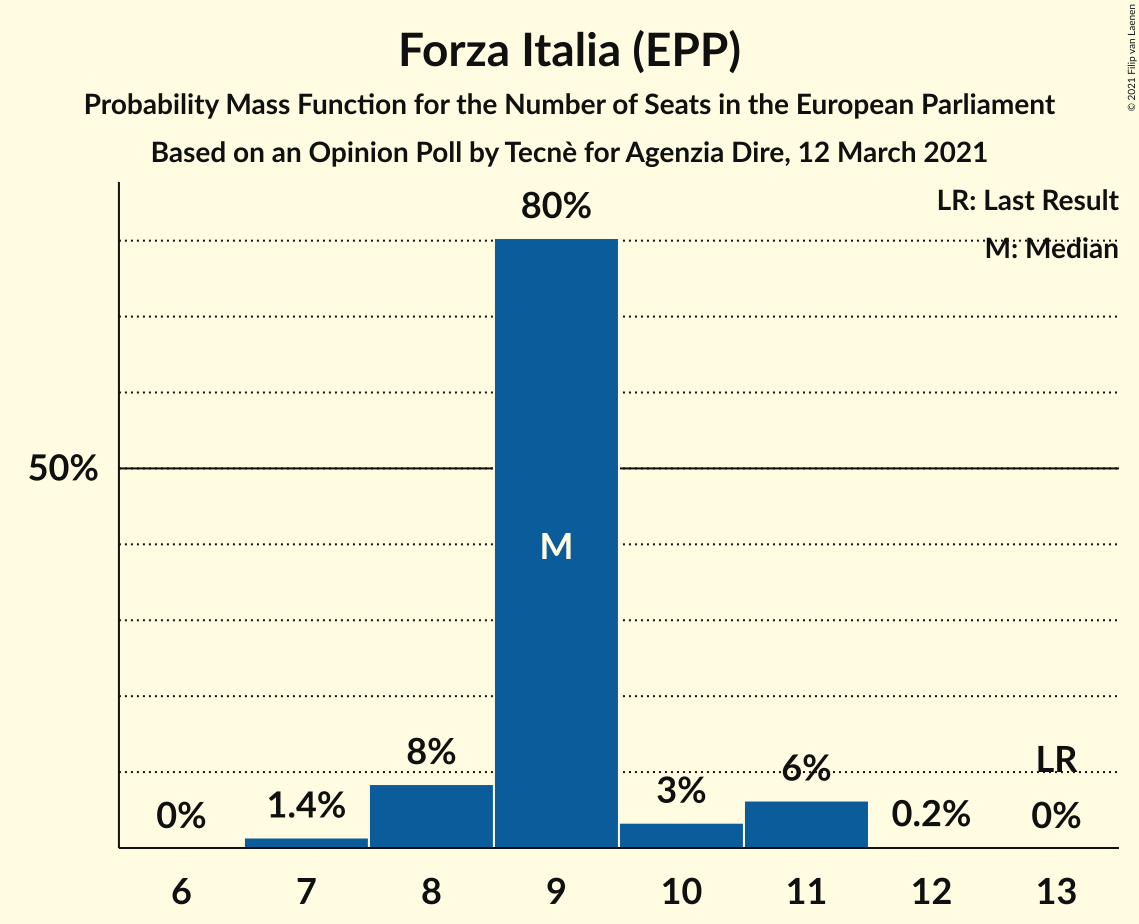 Forza Italia (EPP)
Probability Mass Function for the Number of Seats in the European Parliament
Based on an Opinion Poll by Tecnè for Agenzia Dire, 12 March 2021
© 2021 Filip van Laenen
LR: Last Result
M: Median
80%
50%
M
8%
6%
LR
3%
1.4%
0%
0.2%
0%
6 7 8 9 10 11 12 13